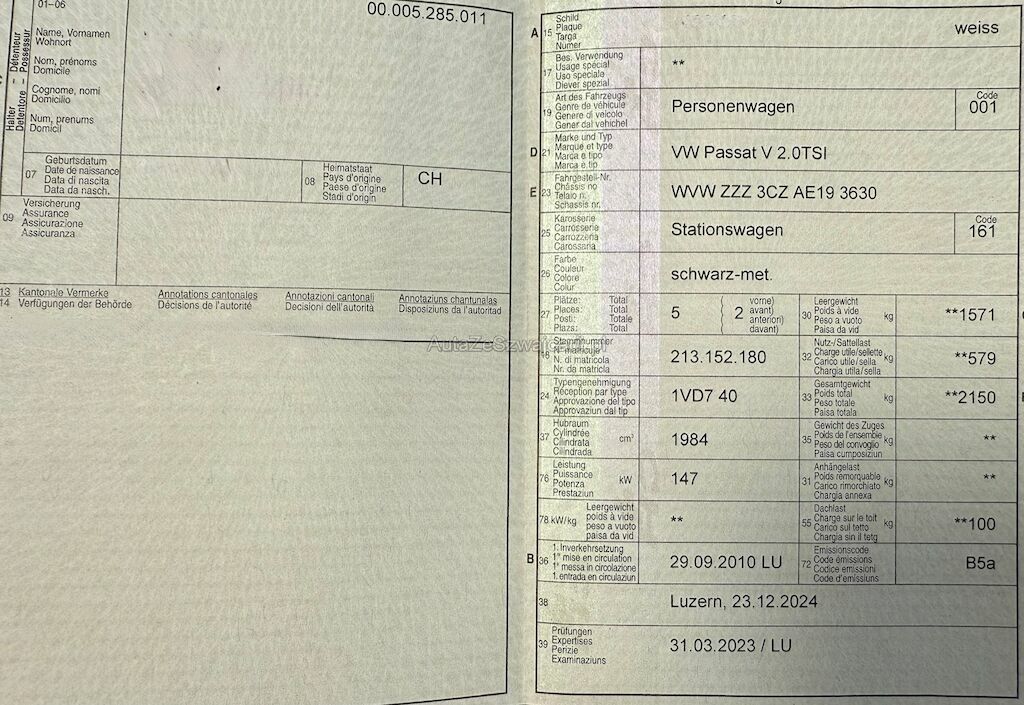 01-06
00.005.285.011
Halter – Détenteur
Detentore – Possessur
Name, Vornamen
Wohnort
Nom, prénoms
Domicile
Cognome, nomi
Domicilio
Num, prenums
Domicil
07
Geburtsdatum
Date de naissance
Data di nascita
Data da nasch.
08
Heimatstaat
Pays d'origine
Paese d'origine
Stadi d'origin
CH
09
Versicherung
Assurance
Assicurazione
Assicuranza
13 Kantonale Vermerke
14 Verfügungen der Behörde
Annotations cantonales
Décisions de l'autorité
Annotazioni cantonali
Decisioni dell'autorità
Annotaziuns chantunalas
Disposiziuns da l'autoritad
AutaZeSzwajcarii.pl
A 15
Schild
Plaque
Targa
Numer
weiss
17
Bes. Verwendung
Usage spécial
Uso speciale
Diever spezial
**
19
Art des Fahrzeugs
Genre de véhicule
Genere di veicolo
Gener dal vehichel
Personenwagen
Code
001
D 21
Marke und Typ
Marque et type
Marca e tipo
Marca e tip
VW Passat V 2.0TSI
E 23
Fahrgestell-Nr.
Châssis no
Telaio n.
Schassis nr.
WVW ZZZ 3CZ AE19 3630
25
Karosserie
Carrosserie
Carrozzeria
Carossaria
Stationswagen
Code
161
26
Farbe
Couleur
Colore
Colur
schwarz-met.
27
Plätze: Total
Places: Total
Posti: Totale
Plazs: Total
5
2
vorne)
avant)
anteriori)
davant)
30
Leergewicht
Poids à vide
Peso a vuoto
Paisa da vid
kg
**1571
18
Stammnummer
N° matricule
N. di matricola
Nr. da matricla
213.152.180
32
Nutz-/Sattellast
Charge utile/sellette
Carico utile/sella
Chargia utila/sella
kg
**579
24
Typengenehmigung
Réception par type
Approvazione del tipo
Approvaziun dal tip
1VD7 40
33
Gesamtgewicht
Poids total
Peso totale
Paisa totala
kg
**2150
37
Hubraum
Cylindrée
Cilindrata
Cilindrada
cm³
1984
35
Gewicht des Zuges
Poids de l'ensemble
Peso del convoglio
Paisa cumposiziun
kg
**
76
Leistung
Puissance
Potenza
Prestaziun
kW
147
31
Anhängelast
Poids remorquable
Carico rimorchiato
Chargia annexa
kg
**
78 kW/kg
Leergewicht
poids à vide
peso a vuoto
paisa da vid
**
55
Dachlast
Charge sur le toit
Carico sul tetto
Chargia sin il tetg
kg
**100
B 36
1. Inverkehrsetzung
1re mise en circulation
1a messa in circolazione
1. entrada en circulaziun
29.09.2010 LU
72
Emissionscode
Code émissions
Codice emissioni
Code d'emissiuns
B5a
38
Luzern, 23.12.2024
39
Prüfungen
Expertises
Perizie
Examinaziuns
31.03.2023 / LU